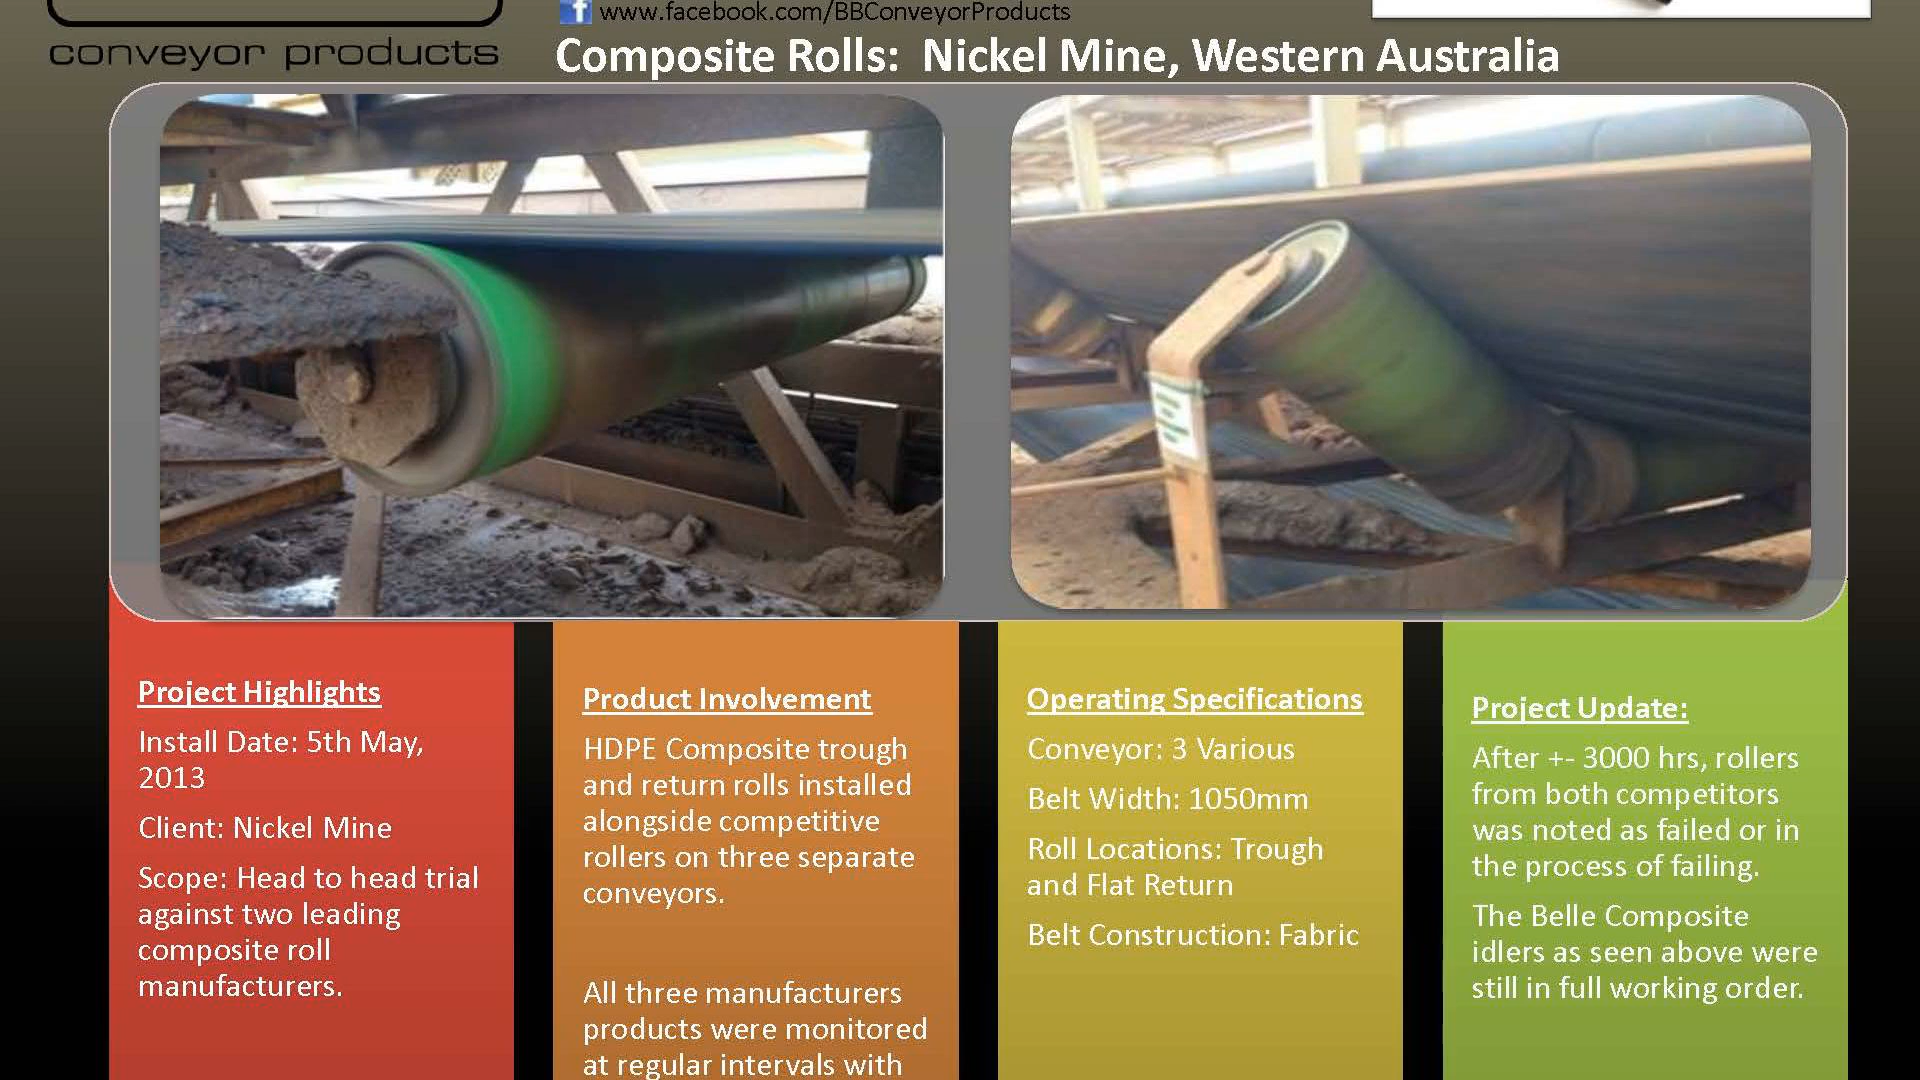 www.facebook.com/BBConveyorProducts
conveyor products
Composite Rolls: Nickel Mine, Western Australia
Project Highlights
Install Date: 5th May,
2013
Client: Nickel Mine
Scope: Head to head trial
against two leading
composite roll
manufacturers.
Product Involvement
HDPE Composite trough
and return rolls installed
alongside competitive
rollers on three separate
conveyors.
All three manufacturers
products were monitored
at regular intervals with
Operating Specifications
Conveyor: 3 Various
Belt Width: 1050mm
Roll Locations: Trough
and Flat Return
Belt Construction: Fabric
Project Update:
After +- 3000 hrs, rollers
from both competitors
was noted as failed or in
the process of failing.
The Belle Composite
idlers as seen above were
still in full working order.